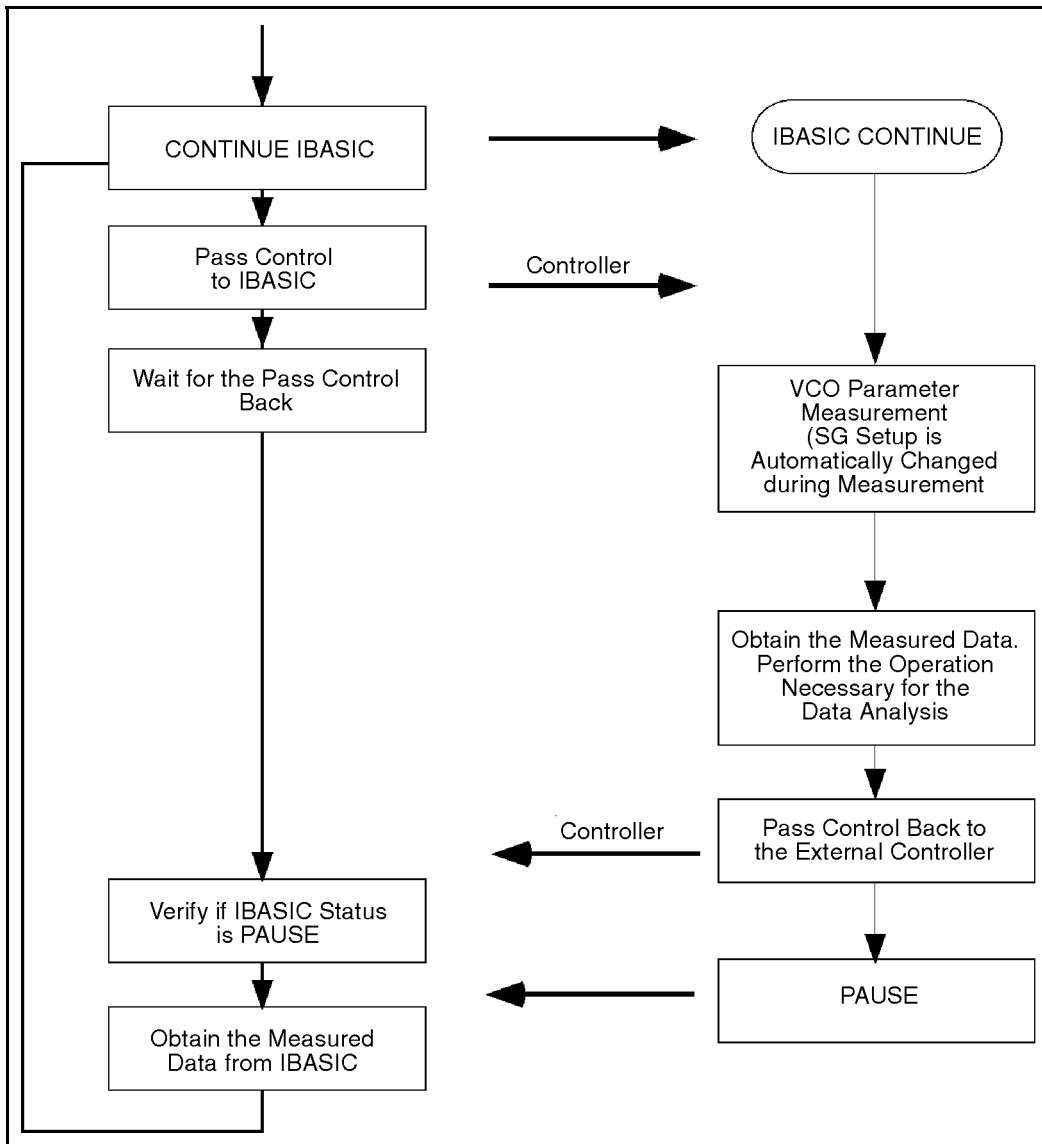 CONTINUE IBASIC
IBASIC CONTINUE
Pass Control
to IBASIC
Controller
Wait for the Pass Control
Back
VCO Parameter
Measurement
(SG Setup is
Automatically Changed
during Measurement
Obtain the Measured Data.
Perform the Operation
Necessary for the
Data Analysis
Controller
Pass Control Back to
the External Controller
Verify if IBASIC Status
is PAUSE
PAUSE
Obtain the Measured
Data from IBASIC